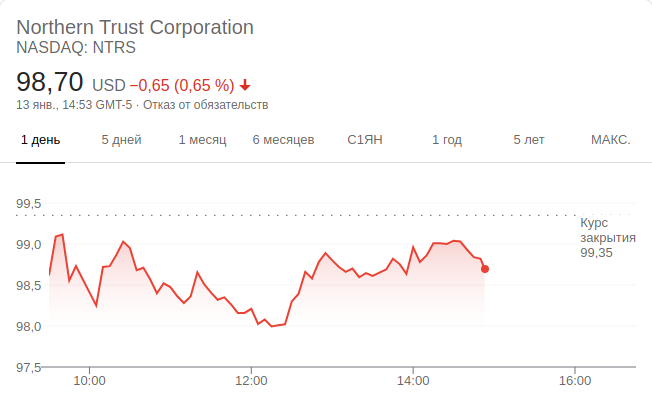 Northern Trust Corporation
NASDAQ: NTRS
98,70 USD −0,65 (0,65 %)
13 янв., 14:53 GMT-5 · Отказ от обязательств
1 день 5 дней 1 месяц 6 месяцев С1ЯН 1 год 5 лет МАКС.
99,5
Курс
закрытия
99,35
99,0
98,5
98,0
97,5
10:00 12:00 14:00 16:00